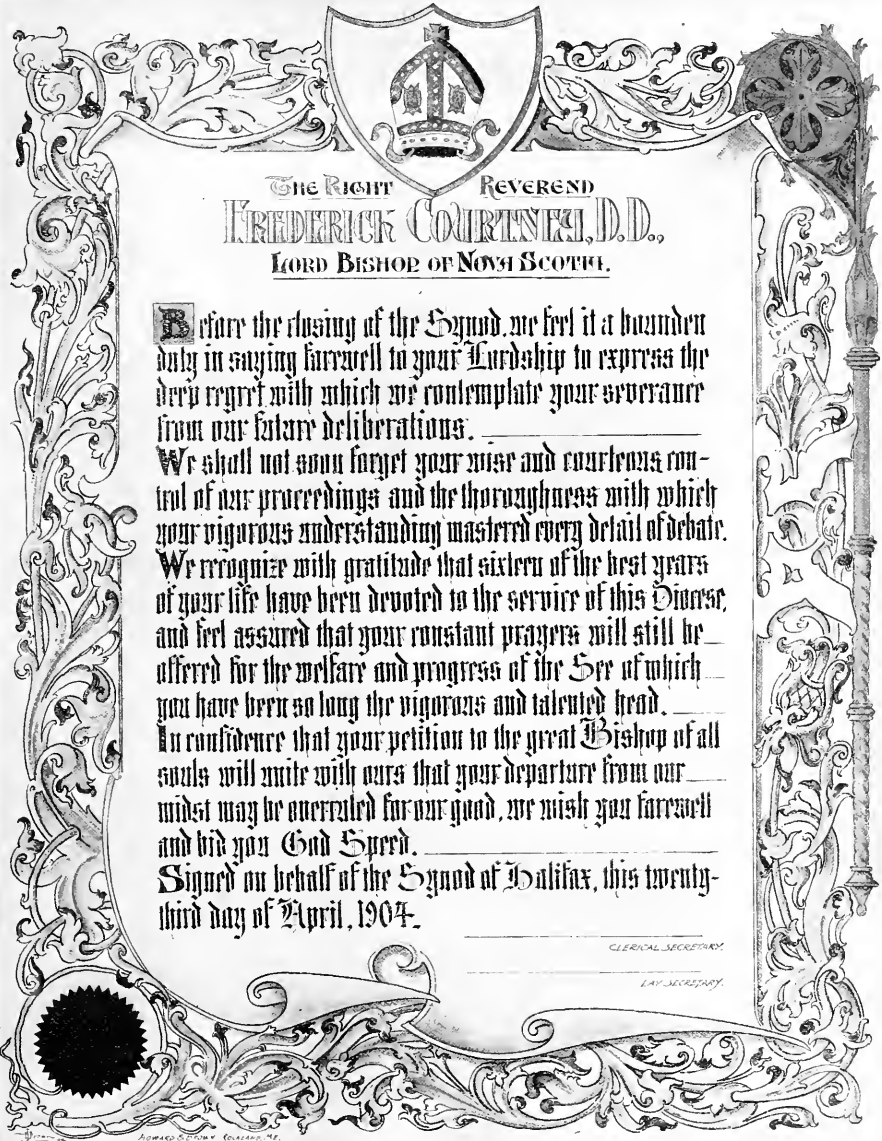 The Right Reverend
Frederick Courtney, D.D.,
Lord Bishop of Nova Scotia.
Before the closing of the Synod, we feel it a bounden
duty in saying farewell to your Lordship to express the
deep regret with which we contemplate your severance
from our future deliberations.
We shall not soon forget your wise and courteous con-
trol of our proceedings and the thoroughness with which
your vigorous understanding mastered every detail of debate.
We recognize with gratitude that sixteen of the best years
of your life have been devoted to the service of this Diocese,
and feel assured that your constant prayers will still be
offered for the welfare and progress of the See of which
you have been so long the vigorous and talented head.
In confidence that your petition to the great Bishop of all
souls will unite with ours that your departure from our
midst may be overruled for our good, we wish you farewell
and bid you God Speed.
Signed on behalf of the Synod of Halifax, this twenty-
third day of April, 1904.
CLERICAL SECRETARY.
LAY SECRETARY.
HOWARD & BROWN ROCKLAND, ME.